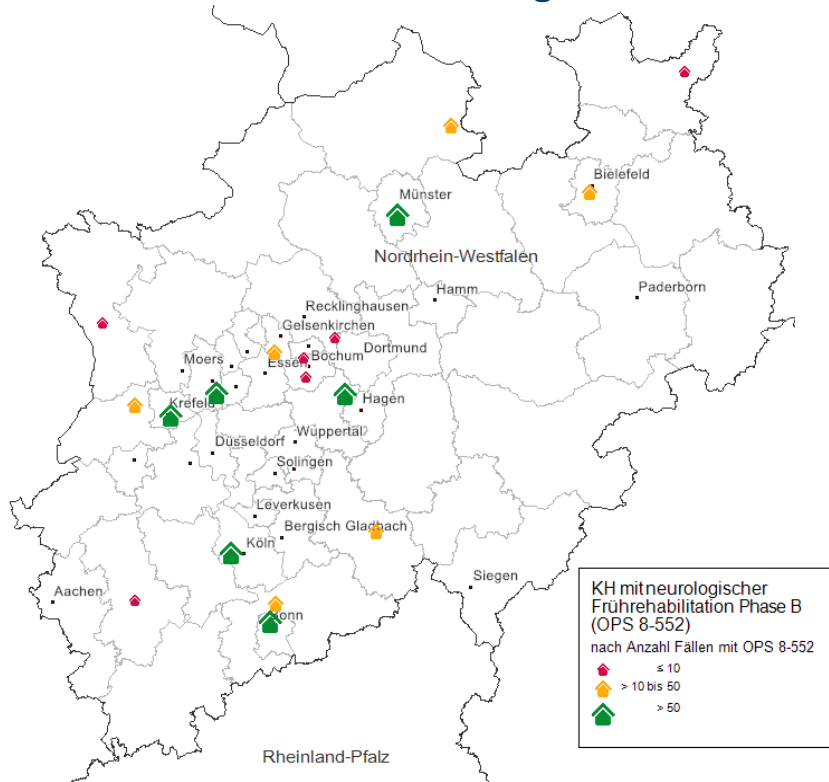 Münster
Bielefeld
Nordrhein-Westfalen
Hamm
Paderborn
Recklinghausen
Gelsenkirchen
Dortmund
Bochum
Moers
Essen
Krefeld
Hagen
Wuppertal
Düsseldorf
Solingen
Leverkusen
Bergisch Gladbach
Köln
Siegen
Aachen
onn
Rheinland-Pfalz
KH mit neurologischer
Frührehabilitation Phase B
(OPS 8-552)
nach Anzahl Fällen mit OPS 8-552
≤ 10
> 10 bis 50
> 50